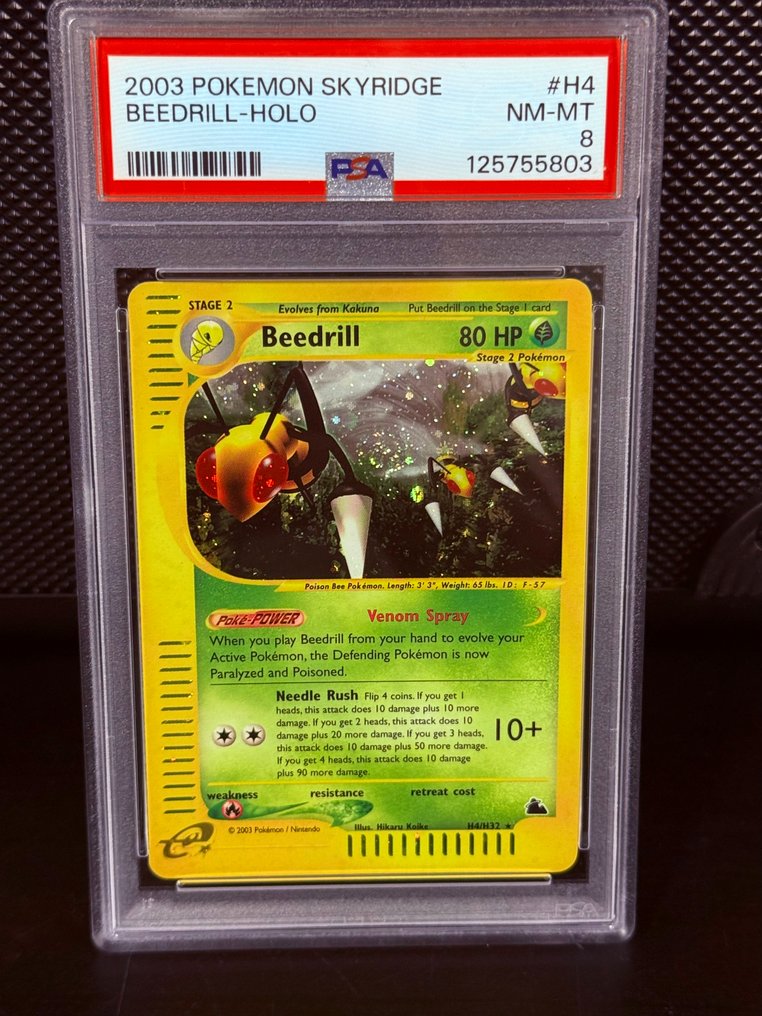 2003 POKEMON SKYRIDGE #H4
BEEDRILL-HOLO NM-MT
8
PSA 125755803
STAGE 2 Evolves from Kakuna Put Beedrill on the Stage 1 card
Beedrill 80 HP
Stage 2 Pokémon
Poison Bee Pokémon. Length: 3' 3", Weight: 65 lbs. ID: F-57
Poké-POWER Venom Spray
When you play Beedrill from your hand to evolve your
Active Pokémon, the Defending Pokémon is now
Paralyzed and Poisoned.
Needle Rush Flip 4 coins. If you get 1
heads, this attack does 10 damage plus 10 more
damage. If you get 2 heads, this attack does 10
damage plus 20 more damage. If you get 3 heads,
this attack does 10 damage plus 50 more damage.
If you get 4 heads, this attack does 10 damage
plus 90 more damage.
10+
weakness resistance retreat cost
© 2003 Pokémon / Nintendo Illus. Hikaru Koike H4/H32 ★
e